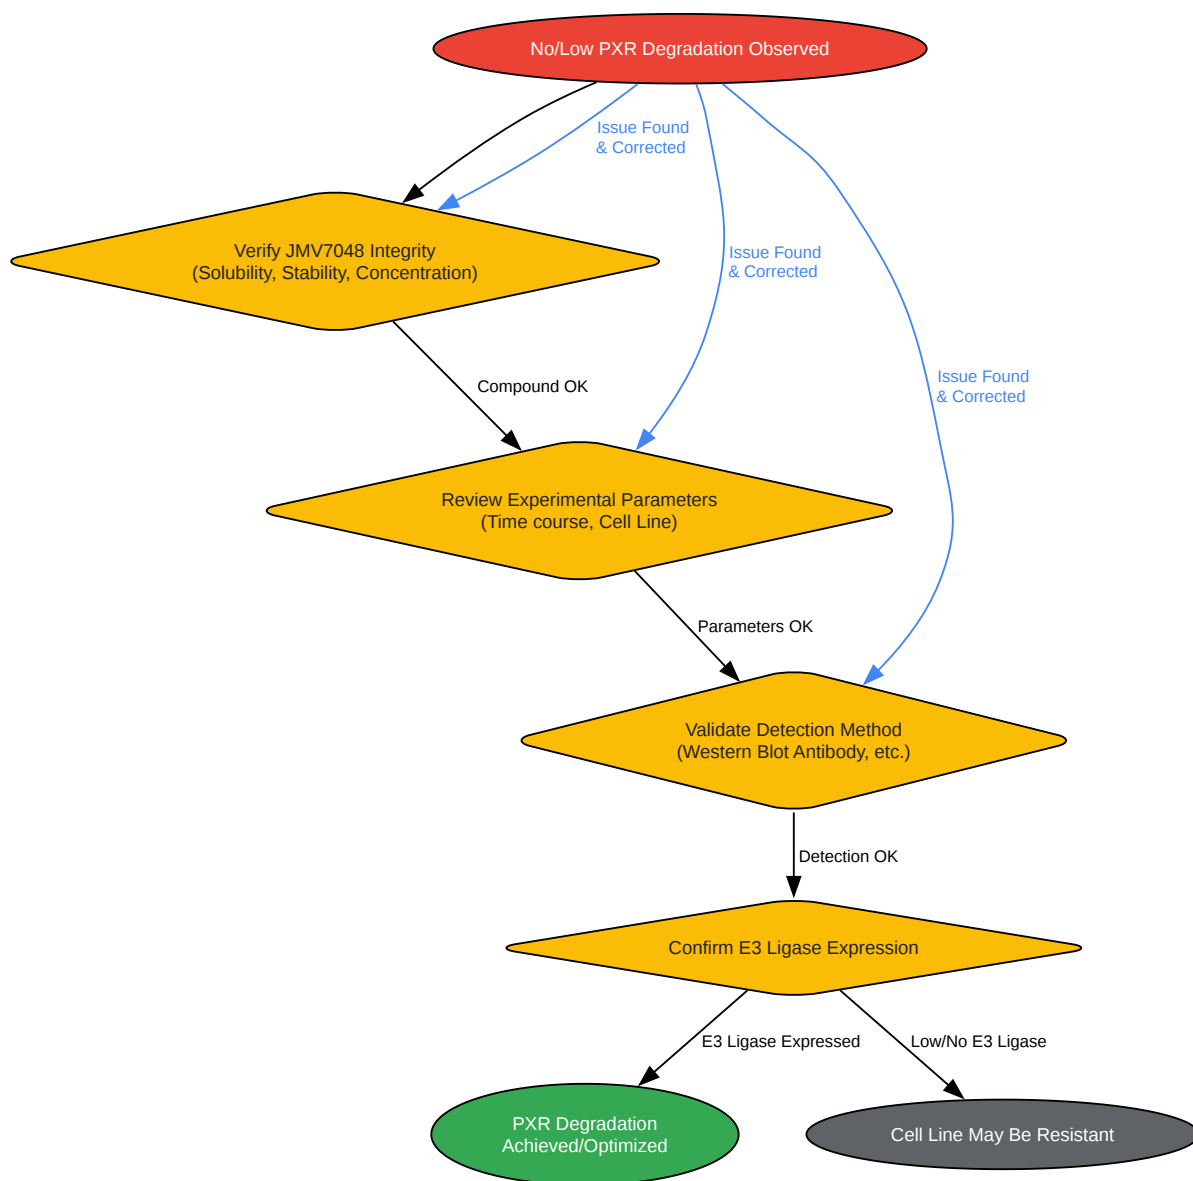 No/Low PXR Degradation Observed
Issue Found
& Corrected
Verify JMV7048 Integrity
(Solubility, Stability, Concentration)
Issue Found
& Corrected
Compound OK
Issue Found
& Corrected
Review Experimental Parameters
(Time course, Cell Line)
Parameters OK
Validate Detection Method
(Western Blot Antibody, etc.)
Detection OK
Confirm E3 Ligase Expression
E3 Ligase Expressed
Low/No E3 Ligase
PXR Degradation
Achieved/Optimized
Cell Line May Be Resistant